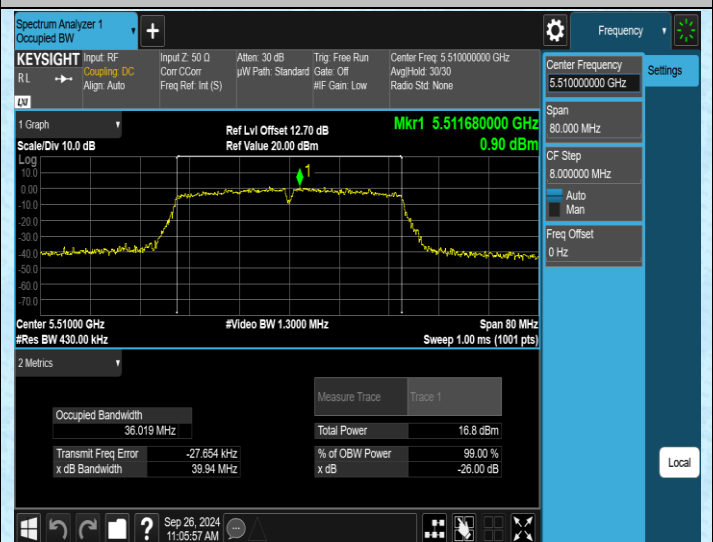 Spectrum Analyzer 1
Occupied BW
+
Frequency
KEYSIGHT
RL
LXI
Input: RF
Coupling: DC
Align: Auto
Input Z: 50 Ω
Corr CCorr
Freq Ref: Int (S)
Atten: 30 dB
µW Path: Standard
Trig: Free Run
Gate: Off
#IF Gain: Low
Center Freq: 5.510000000 GHz
Avg|Hold: 30/30
Radio Std: None
Center Frequency
5.510000000 GHz
Settings
Span
80.000 MHz
CF Step
8.000000 MHz
Auto
Man
Freq Offset
0 Hz
1 Graph
Scale/Div 10.0 dB
Ref Lvl Offset 12.70 dB
Ref Value 20.00 dBm
Mkr1 5.511680000 GHz
0.90 dBm
Log
10.0
0.00
-10.0
-20.0
-30.0
-40.0
-50.0
-60.0
-70.0
1
Center 5.51000 GHz
#Res BW 430.00 kHz
#Video BW 1.3000 MHz
Span 80 MHz
Sweep 1.00 ms (1001 pts)
2 Metrics
Measure Trace
Trace 1
Occupied Bandwidth
36.019 MHz
Total Power
16.8 dBm
Transmit Freq Error
-27.654 kHz
% of OBW Power
99.00 %
x dB Bandwidth
39.94 MHz
x dB
-26.00 dB
Local
?
Sep 26, 2024
11:05:57 AM